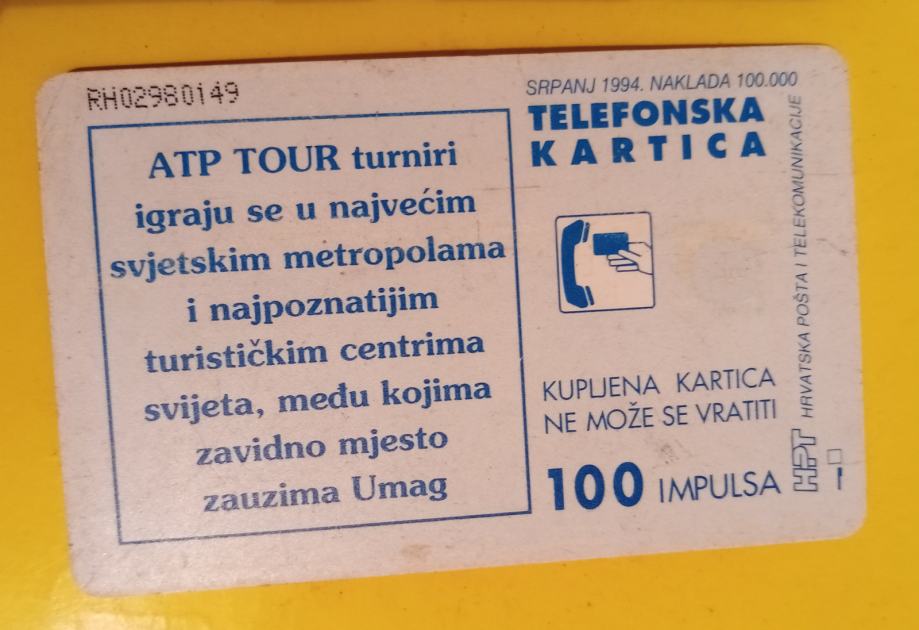 RH02980149
SRPANJ 1994. NAKLADA 100.000
TELEFONSKA
KARTICA
ATP TOUR turniri
igraju se u najvećim
svjetskim metropolama
i najpoznatijim
turističkim centrima
svijeta, među kojima
zavidno mjesto
zauzima Umag
KUPLJENA KARTICA
NE MOŽE SE VRATITI
100 IMPULSA
HPT HRVATSKA POŠTA I TELEKOMUNIKACIJE